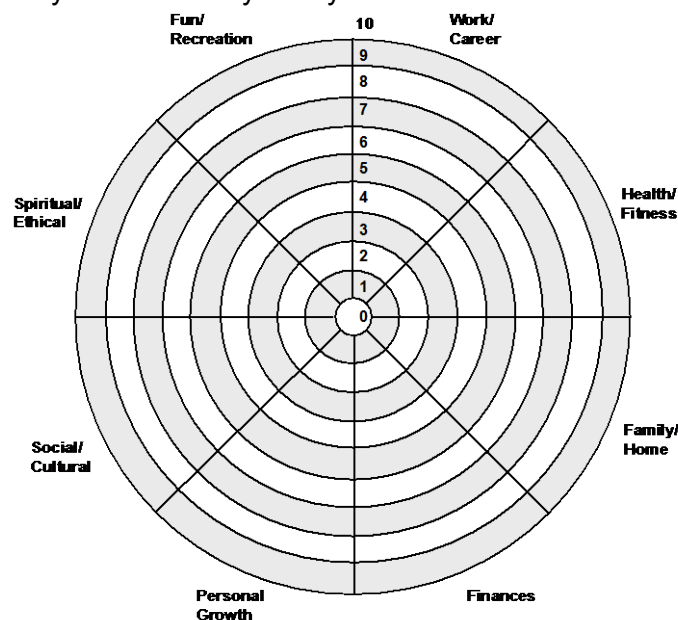 Fun/
Recreation
10
Work/
Career
9
8
7
6
5
4
3
2
1
0
Spiritual/
Ethical
Health/
Fitness
Social/
Cultural
Family/
Home
Personal
Growth
Finances